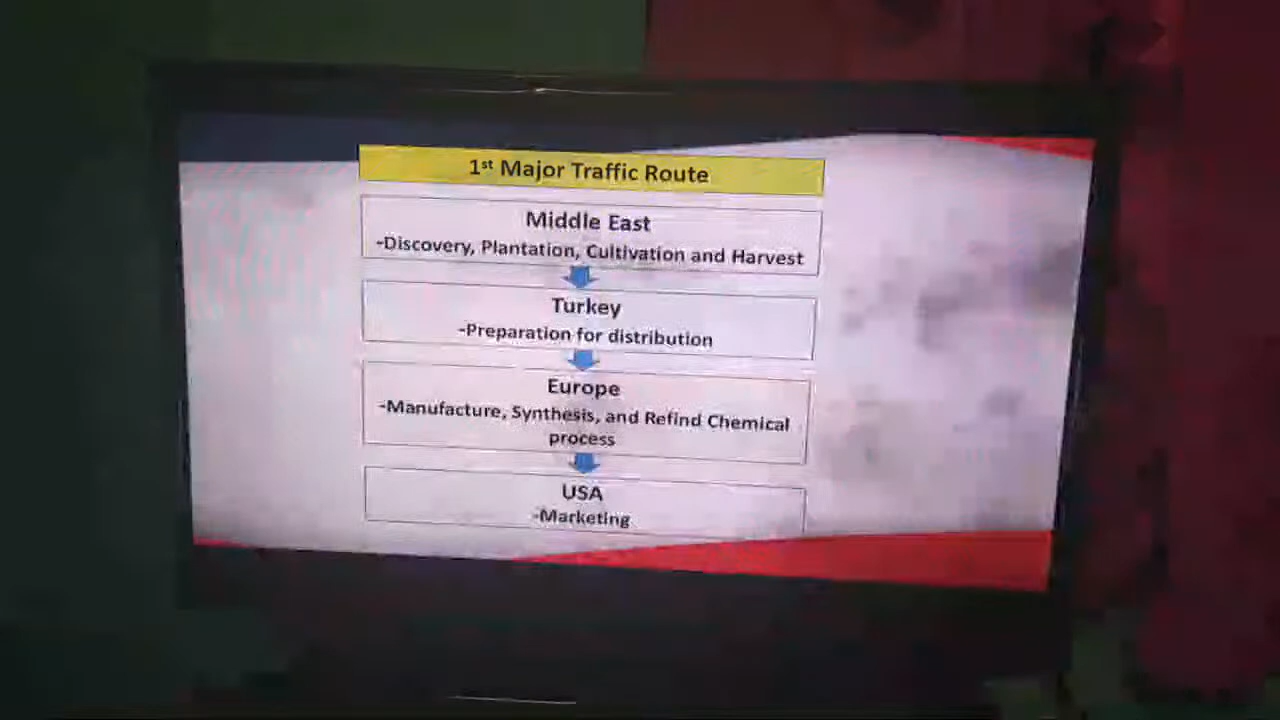 1st Major Traffic Route
Middle East
-Discovery, Plantation, Cultivation and Harvest
Turkey
-Preparation for distribution
Europe
-Manufacture, Synthesis, and Refind Chemical
process
USA
-Marketing